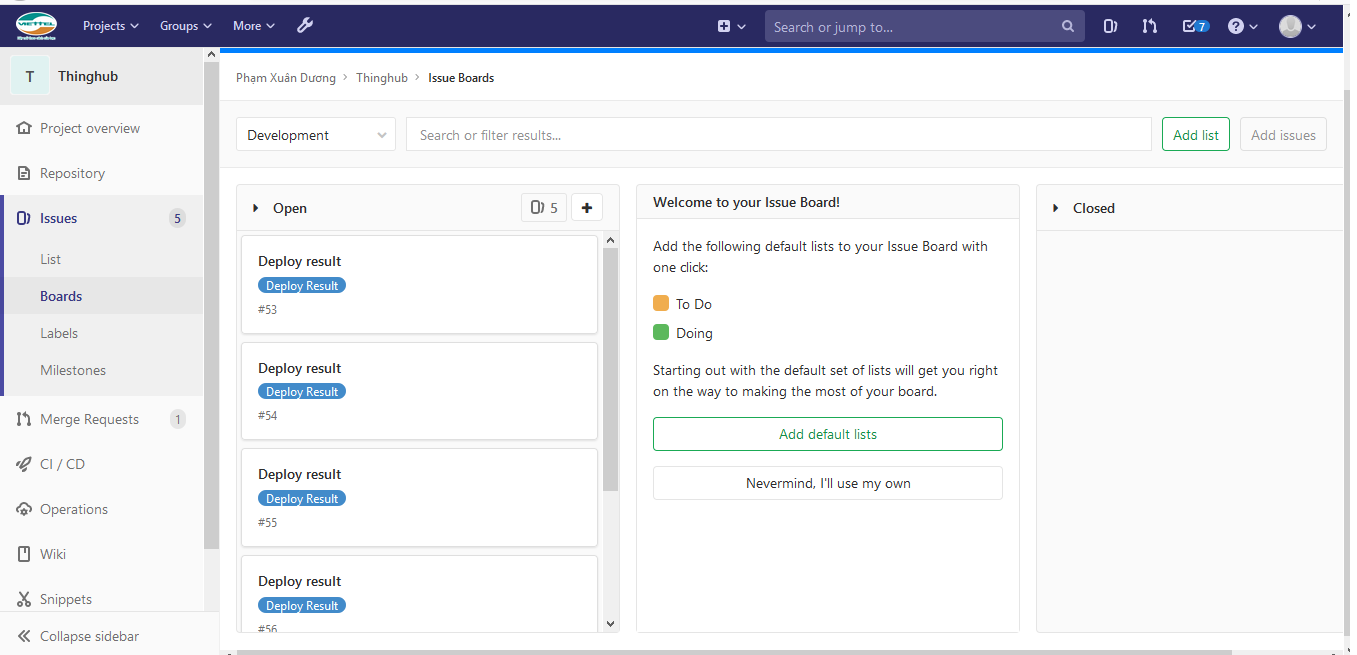 VIETTEL
Projects
Groups
More
Search or jump to...
7
T
Thinghub
Project overview
Repository
Issues
5
List
Boards
Labels
Milestones
Merge Requests
1
CI / CD
Operations
Wiki
Snippets
Collapse sidebar
Phạm Xuân Dương
Thinghub
Issue Boards
Development
Search or filter results...
Add list
Add issues
Open
5
Deploy result
Deploy Result
#53
Deploy result
Deploy Result
#54
Deploy result
Deploy Result
#55
Deploy result
Deploy Result
#56
Welcome to your Issue Board!
Add the following default lists to your Issue Board with
one click:
To Do
Doing
Starting out with the default set of lists will get you right
on the way to making the most of your board.
Add default lists
Nevermind, I'll use my own
Closed